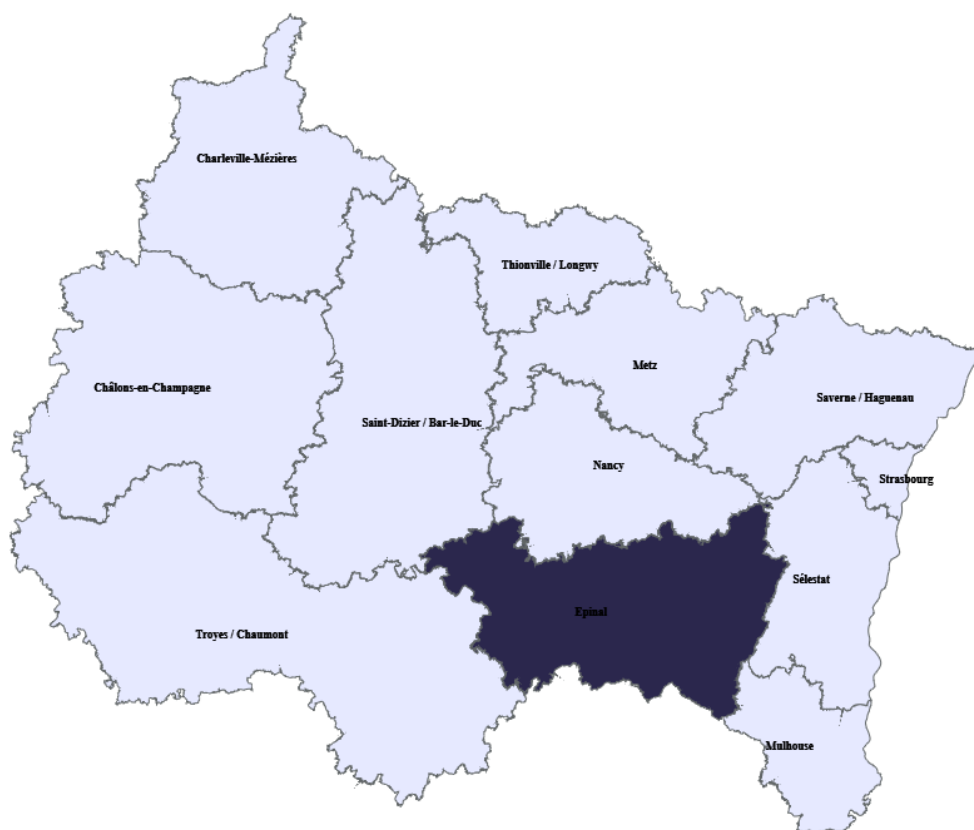 Charleville-Mézières
Thionville / Longwy
Metz
Châlons-en-Champagne
Saverne / Haguenau
Saint-Dizier / Bar-le-Duc
Nancy
Strasbourg
Sélestat
Epinal
Troyes / Chaumont
Mulhouse